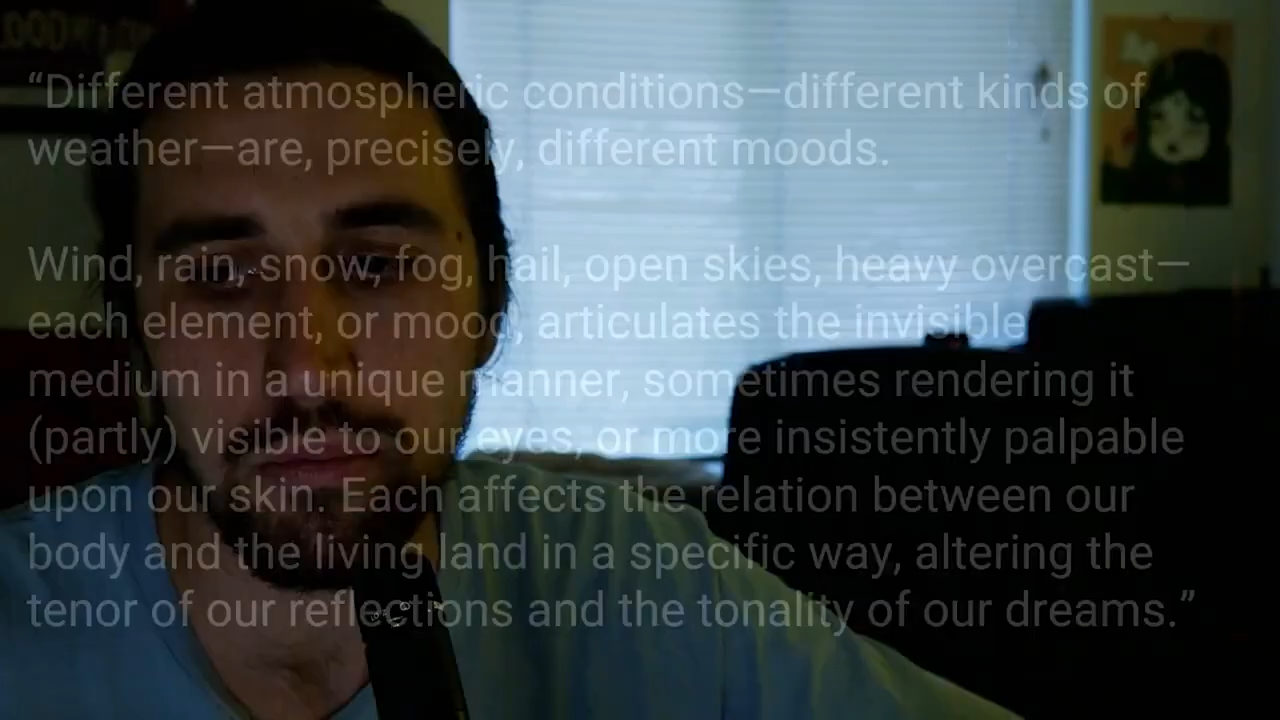 “Different atmospheric conditions—different kinds of
weather—are, precisely, different moods.
Wind, rain, snow, fog, hail, open skies, heavy overcast—
each element, or mood, articulates the invisible
medium in a unique manner, sometimes rendering it
(partly) visibe to our eyes, or more insistently palpable
upon our skin. Each affects the relation between our
body and the living land in a specific way, altering the
tenor of our reflections and the tonality of our dreams.”